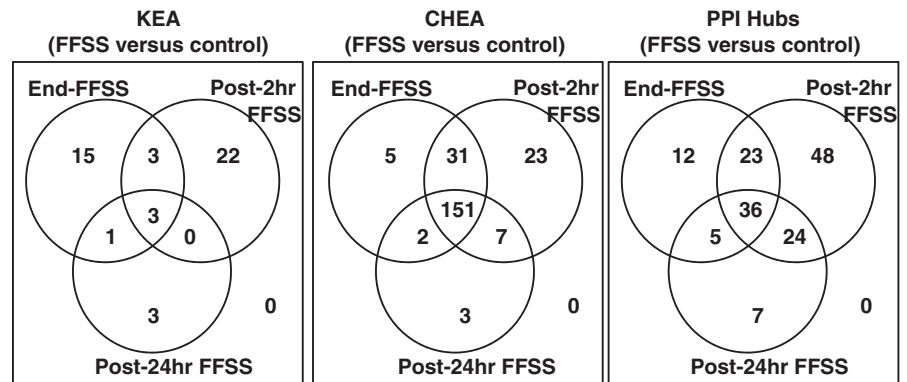 KEA
(FFSS versus control)
End-FFSS
Post-2hr
FFSS
15
3
22
3
1
0
3
0
Post-24hr FFSS
CHEA
(FFSS versus control)
End-FFSS
Post-2hr
FFSS
5
31
23
151
2
7
3
0
Post-24hr FFSS
PPI Hubs
(FFSS versus control)
End-FFSS
Post-2hr
FFSS
12
23
48
36
5
24
7
0
Post-24hr FFSS